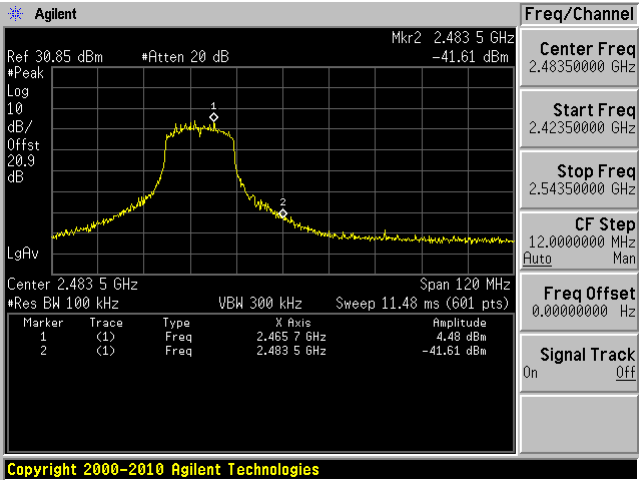 Agilent
Freq/Channel
Mkr2 2.483 5 GHz
Ref 30.85 dBm #Atten 20 dB -41.61 dBm
#Peak
Log
10
dB/
Offst
20.9
dB
LgAv
1
2
Center 2.483 5 GHz Span 120 MHz
#Res BW 100 kHz VBW 300 kHz Sweep 11.48 ms (601 pts)
Marker Trace Type X Axis Amplitude
1 (1) Freq 2.465 7 GHz 4.48 dBm
2 (1) Freq 2.483 5 GHz -41.61 dBm
Center Freq
2.48350000 GHz
Start Freq
2.42350000 GHz
Stop Freq
2.54350000 GHz
CF Step
12.0000000 MHz
Auto Man
Freq Offset
0.00000000 Hz
Signal Track
On Off
Copyright 2000-2010 Agilent Technologies